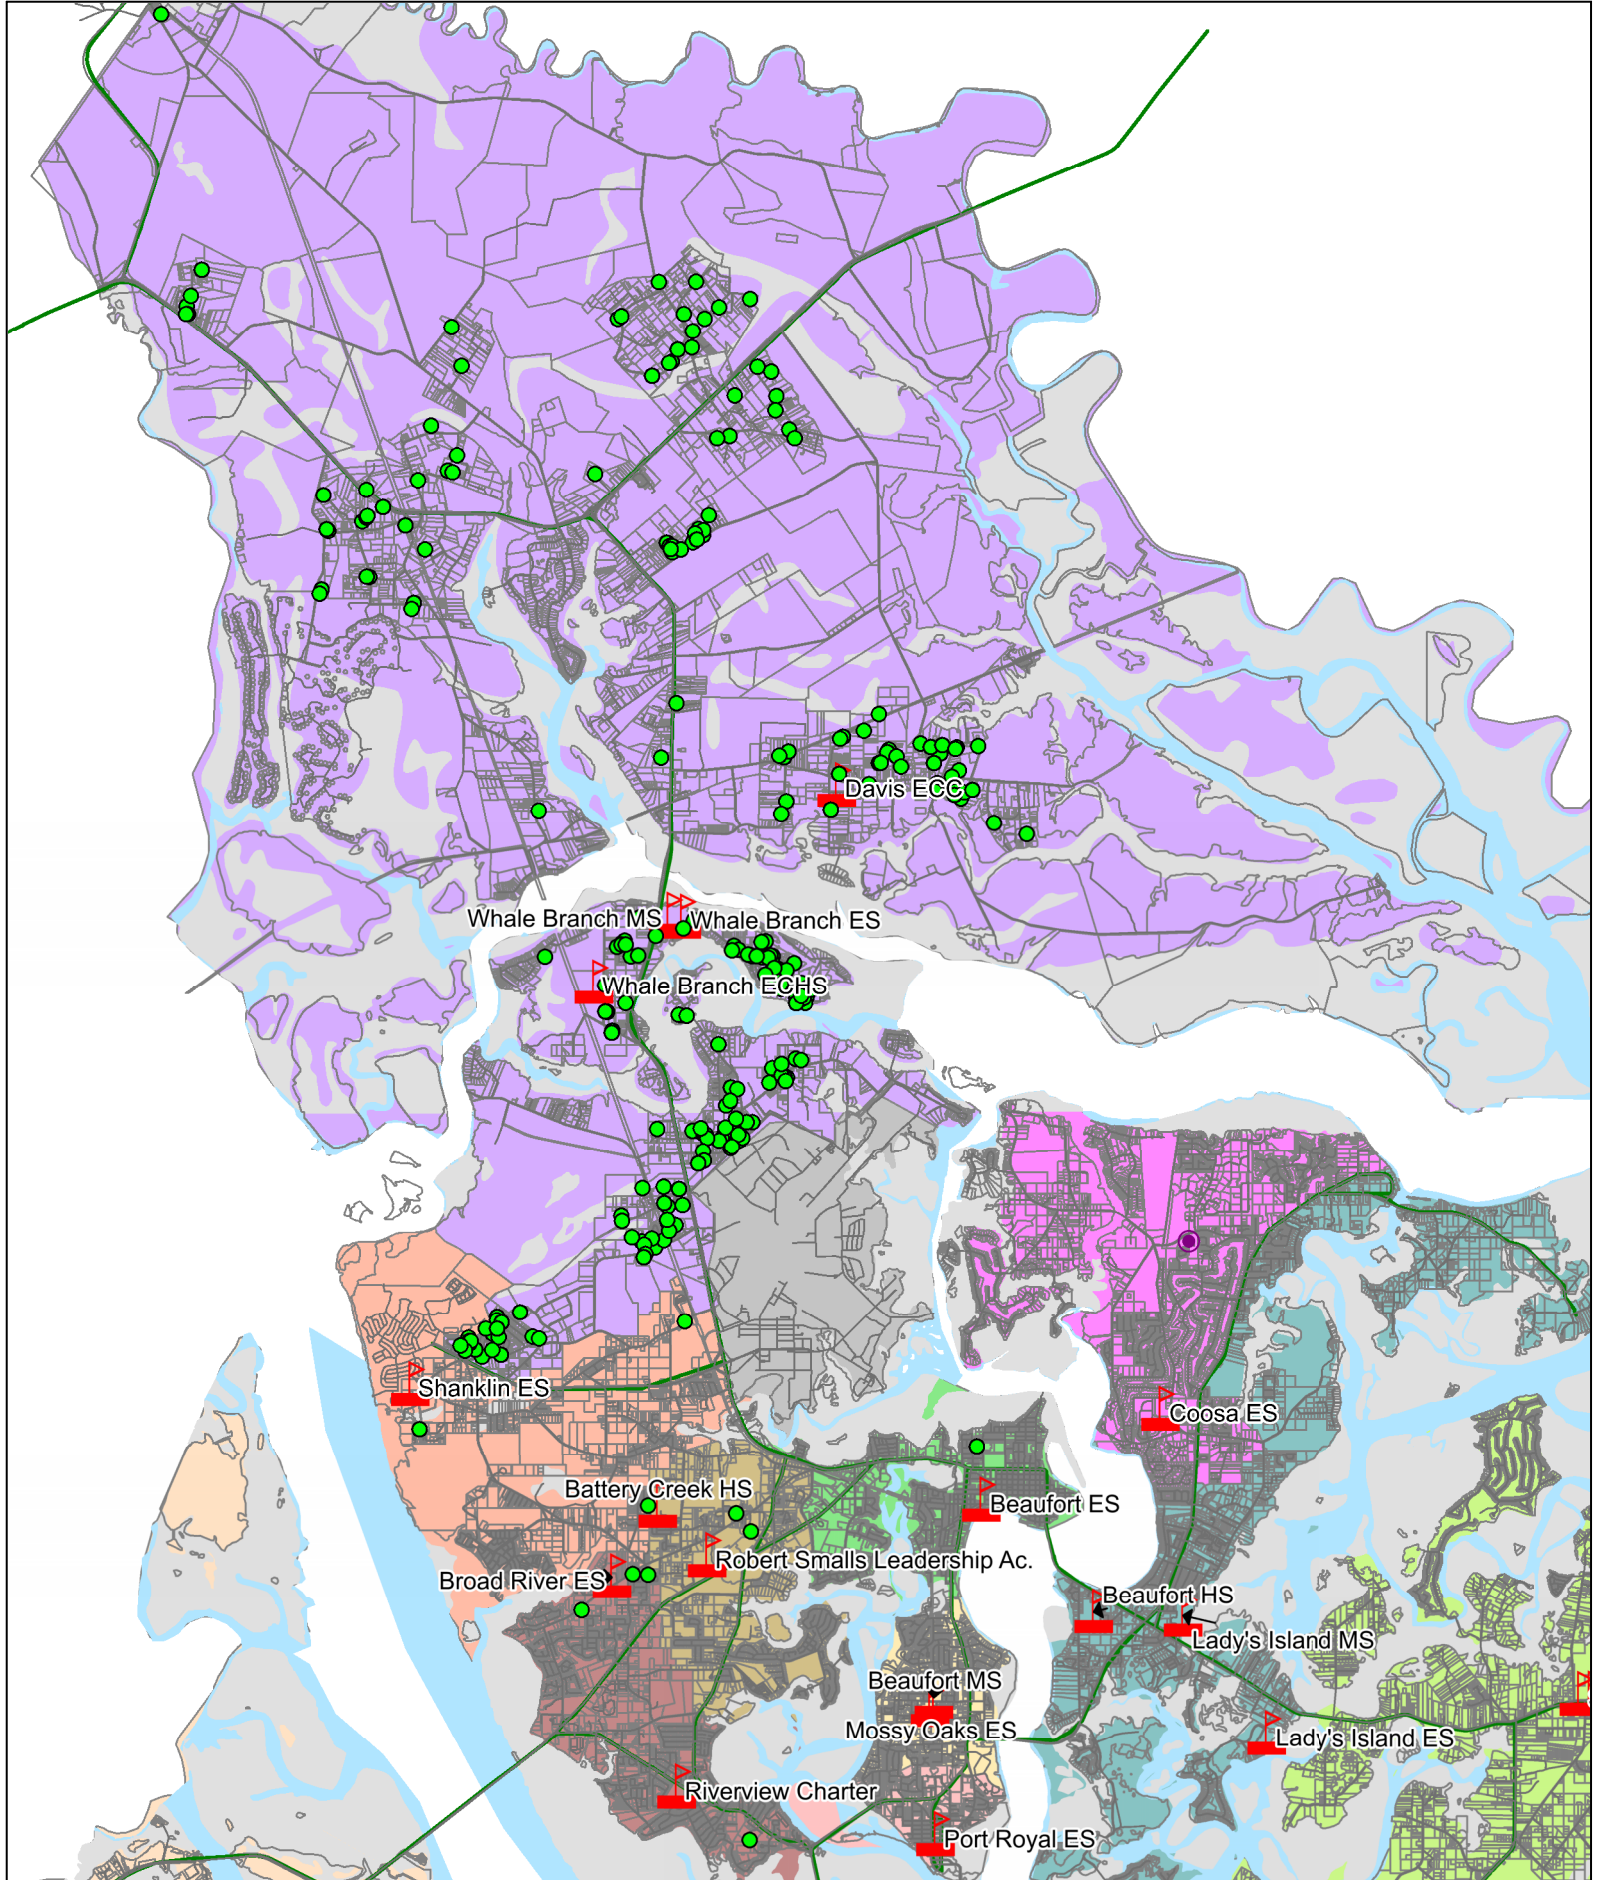 Davis ECC
Whale Branch MS
Whale Branch ES
Whale Branch ECHS
Shanklin ES
Coosa ES
Battery Creek HS
Beaufort ES
Robert Smalls Leadership Ac.
Broad River ES
Beaufort HS
Lady's Island MS
Beaufort MS
Mossy Oaks ES
Lady's Island ES
Riverview Charter
Port Royal ES